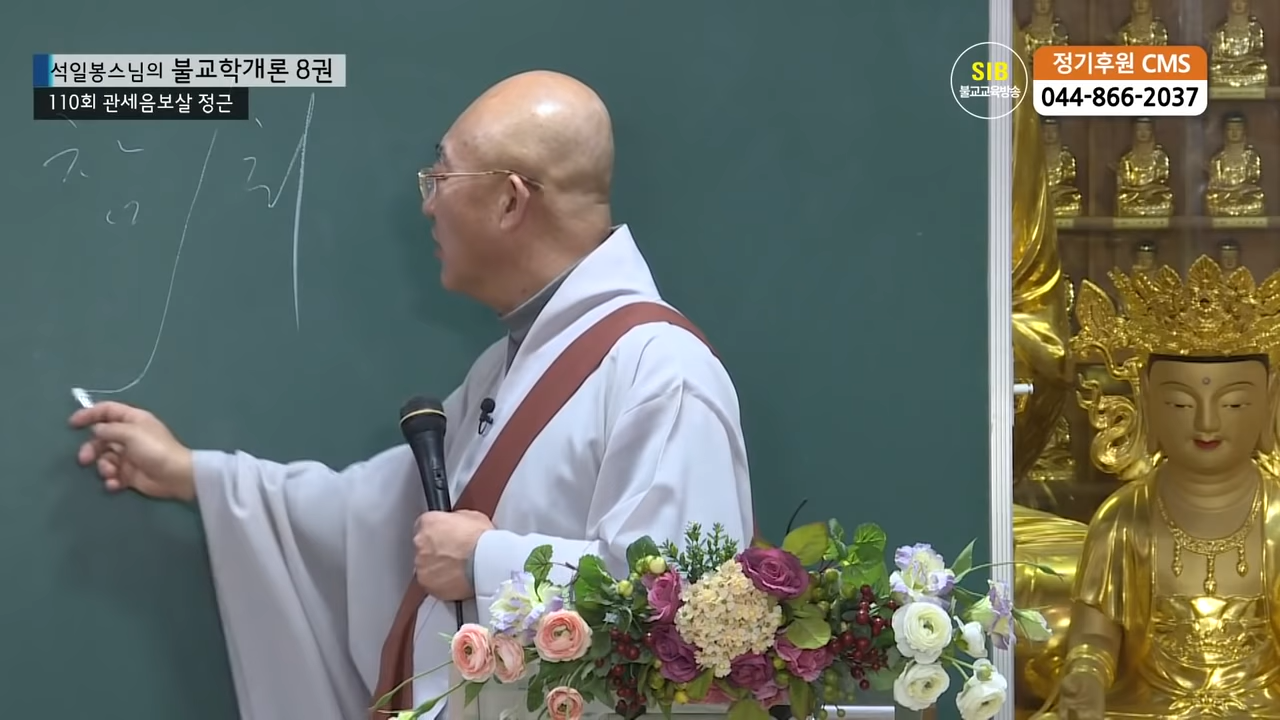 석일봉스님의 불교학개론 8권
110회 관세음보살 정근
SIB
불교교육방송
정기후원 CMS
044-866-2037
참회